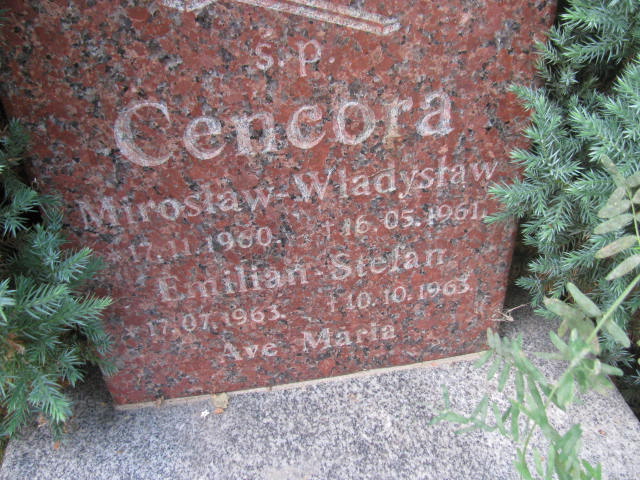 ś.p.
Cencora
Mirosław-Władysław
* 17.11.1960. † 16.05.1961.
Emilian-Stefan
* 17.07.1963. † 10.10.1963.
Ave Maria